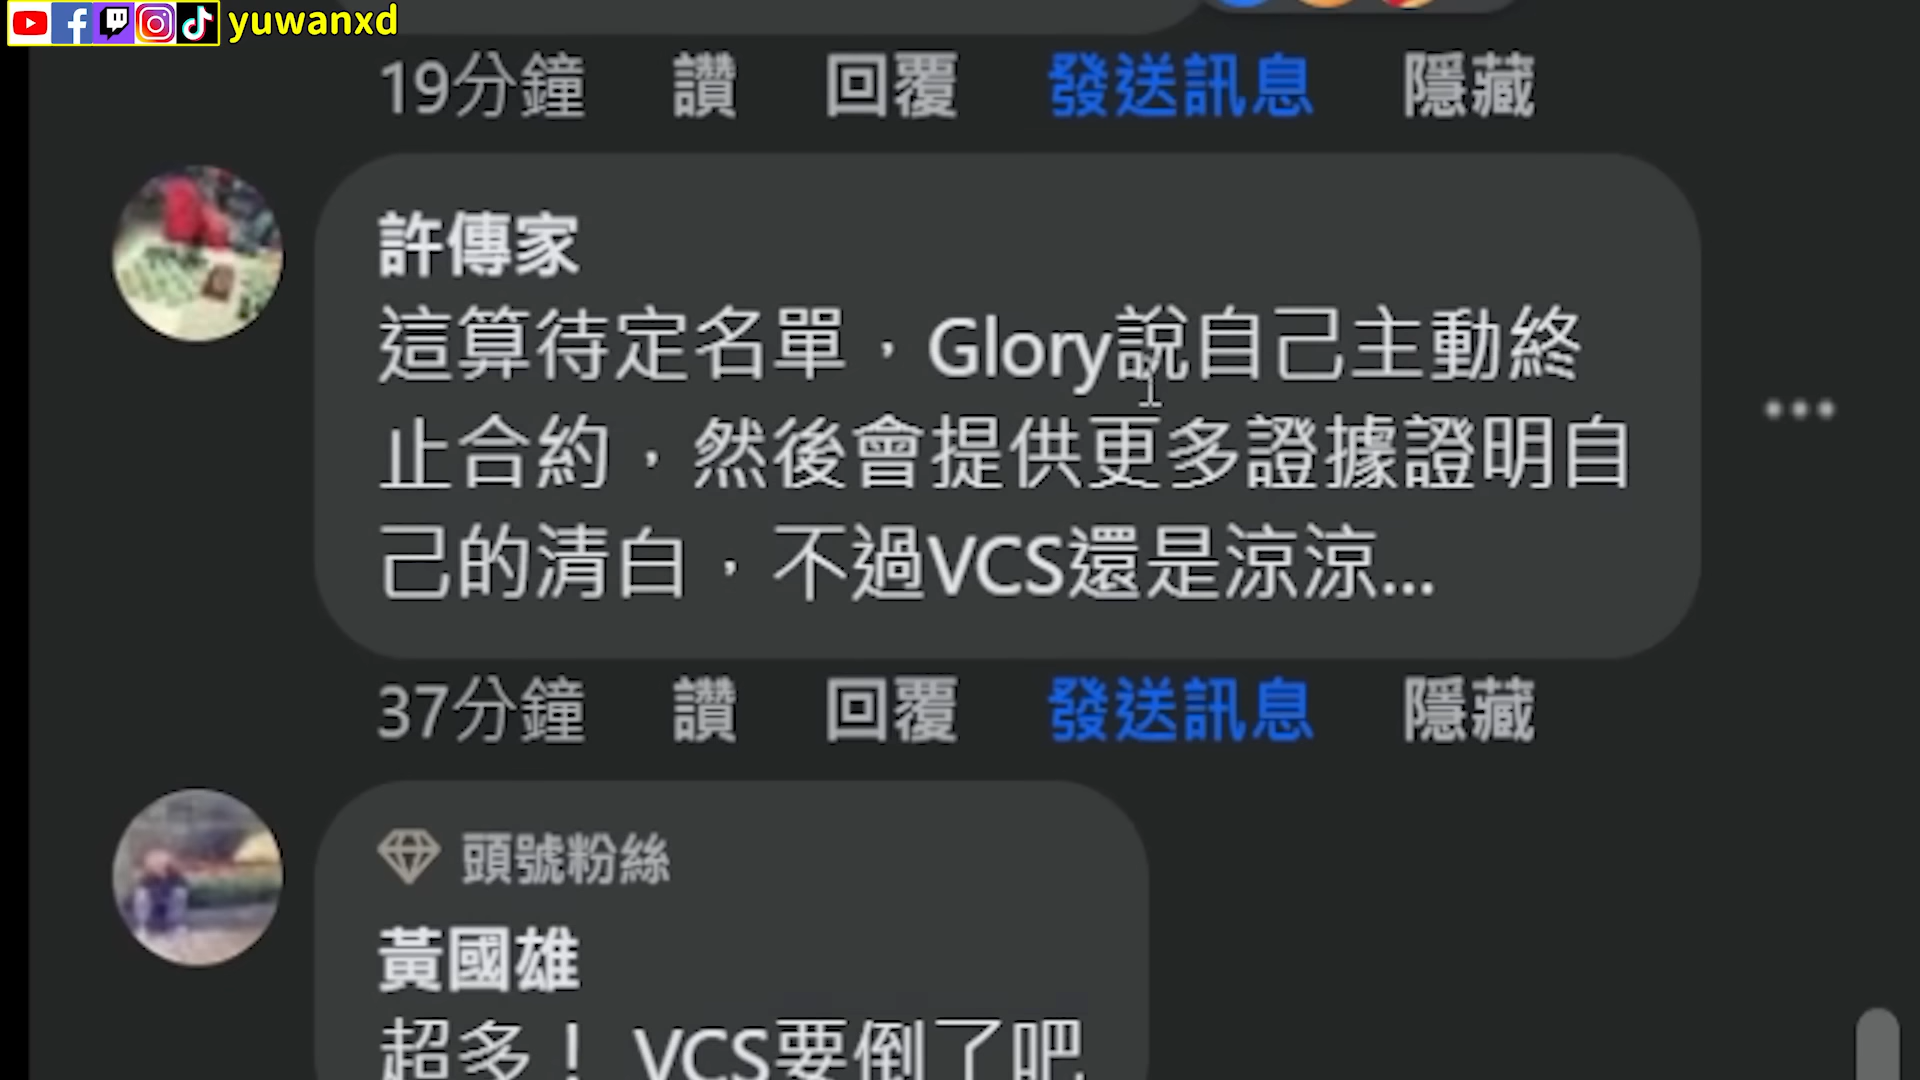 yuwanxd
19分鐘 讚 回覆 發送訊息 隱藏
許傳家
這算待定名單，Glory說自己主動終
止合約，然後會提供更多證據證明自
己的清白，不過VCS還是涼涼...
37分鐘 讚 回覆 發送訊息 隱藏
頭號粉絲
黃國雄
超多！ VCS要倒了吧